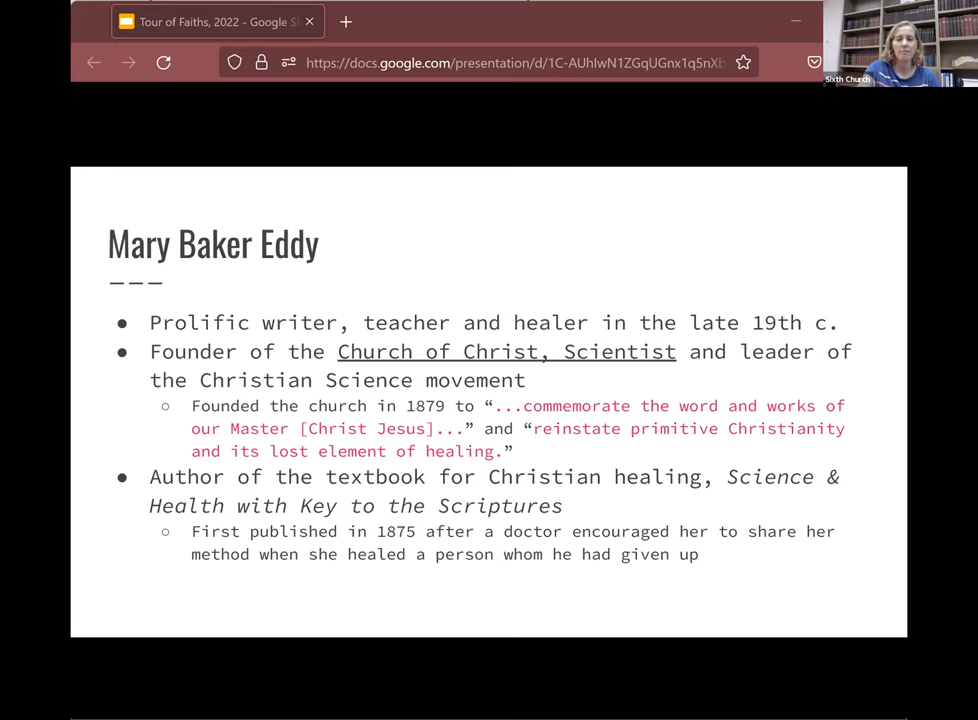 Tour of Faiths, 2022 - Google S
https://docs.google.com/presentation/d/1C-AUhIwN1ZGqUGnx1q5nXb
Sixth Church
Mary Baker Eddy
———
● Prolific writer, teacher and healer in the late 19th c.
● Founder of the Church of Christ, Scientist and leader of
the Christian Science movement
○ Founded the church in 1879 to “...commemorate the word and works of
our Master [Christ Jesus]...” and “reinstate primitive Christianity
and its lost element of healing.”
● Author of the textbook for Christian healing, Science &
Health with Key to the Scriptures
○ First published in 1875 after a doctor encouraged her to share her
method when she healed a person whom he had given up